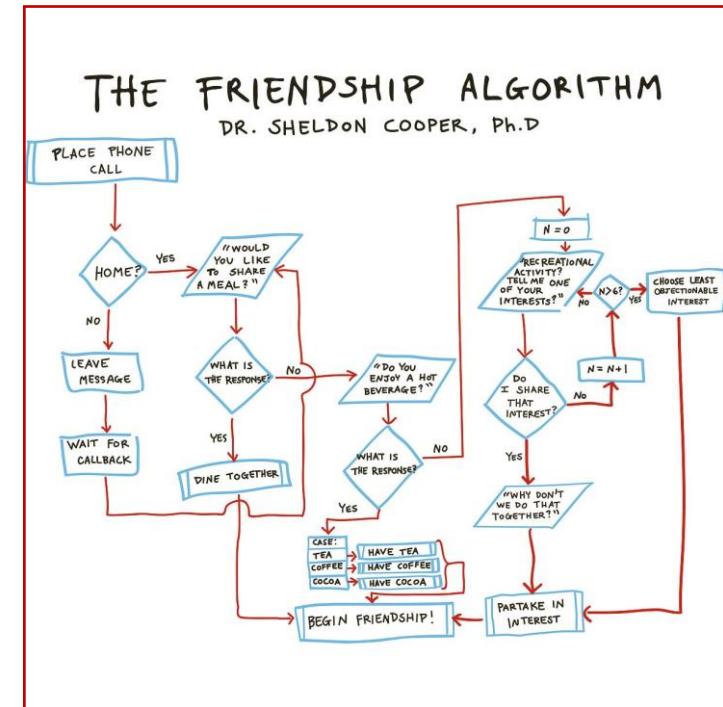 THE FRIENDSHIP ALGORITHM
DR. SHELDON COOPER, Ph.D
PLACE PHONE
CALL
HOME?
YES
NO
LEAVE
MESSAGE
WAIT FOR
CALLBACK
"WOULD
YOU LIKE
TO SHARE
A MEAL?"
WHAT IS
THE RESPONSE?
NO
YES
DINE TOGETHER
"DO YOU
ENJOY A HOT
BEVERAGE?"
WHAT IS
THE RESPONSE?
NO
YES
CASE:
TEA
HAVE TEA
COFFEE
HAVE COFFEE
COCOA
HAVE COCOA
BEGIN FRIENDSHIP!
N=0
"RECREATIONAL
ACTIVITY?
TELL ME ONE
OF YOUR
INTERESTS?"
N>6?
NO
YES
CHOOSE LEAST
OBJECTIONABLE
INTEREST
N=N+1
DO
I SHARE
THAT
INTEREST?
NO
YES
"WHY DON'T
WE DO THAT
TOGETHER?"
PARTAKE IN
INTEREST